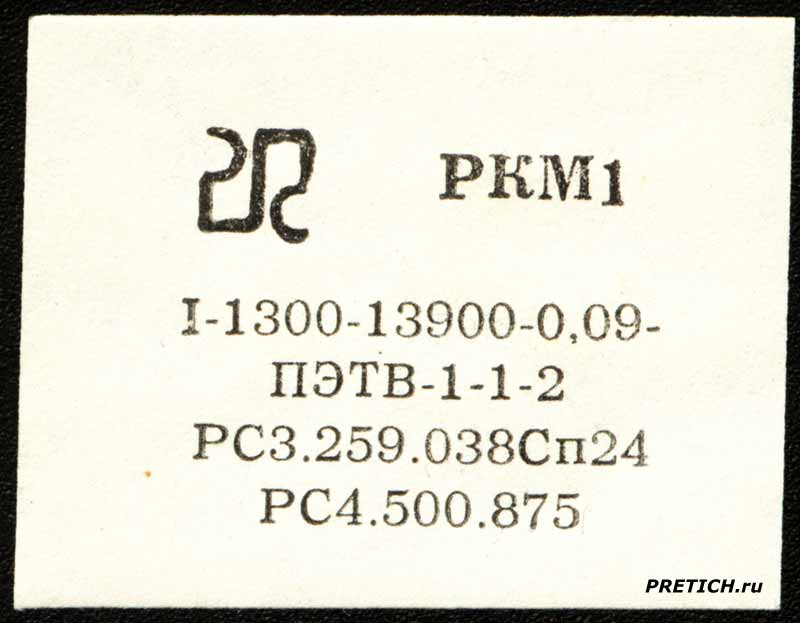 РКМ1
I-1300-13900-0,09-
ПЭТВ-1-1-2
РС3.259.038Сп24
РС4.500.875
PRETICH.ru